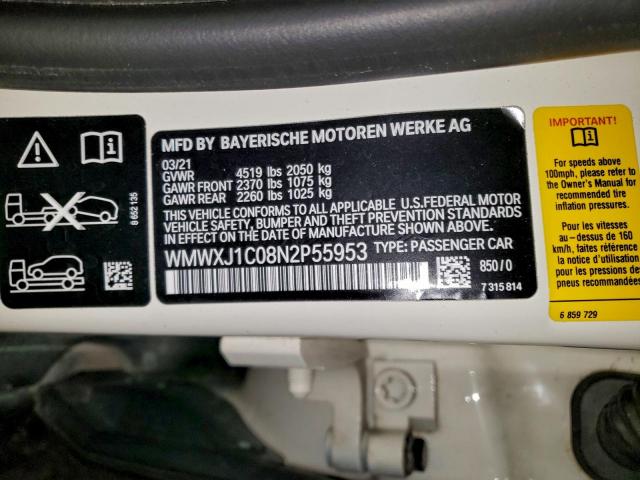 MFD BY BAYERISCHE MOTOREN WERKE AG
03/21
GVWR 4519 lbs 2050 kg
GAWR FRONT 2370 lbs 1075 kg
GAWR REAR 2260 lbs 1025 kg
THIS VEHICLE CONFORMS TO ALL APPLICABLE U.S.FEDERAL MOTOR
VEHICLE SAFETY, BUMPER AND THEFT PREVENTION STANDARDS
IN EFFECT ON THE DATE OF MANUFACTURE SHOWN ABOVE.
WMWXJ1C08N2P55953 TYPE: PASSENGER CAR
850/0
7 315 814
8 652 135
IMPORTANT!
For speeds above
100mph, please refer to
the Owner's Manual for
recommended tire
inflation pressures.
Pour les vitesses
au-dessus de 160
km/h, faites référence
la notice d'utilisation
pour les pressions de
pneus recommandées.
6 859 729